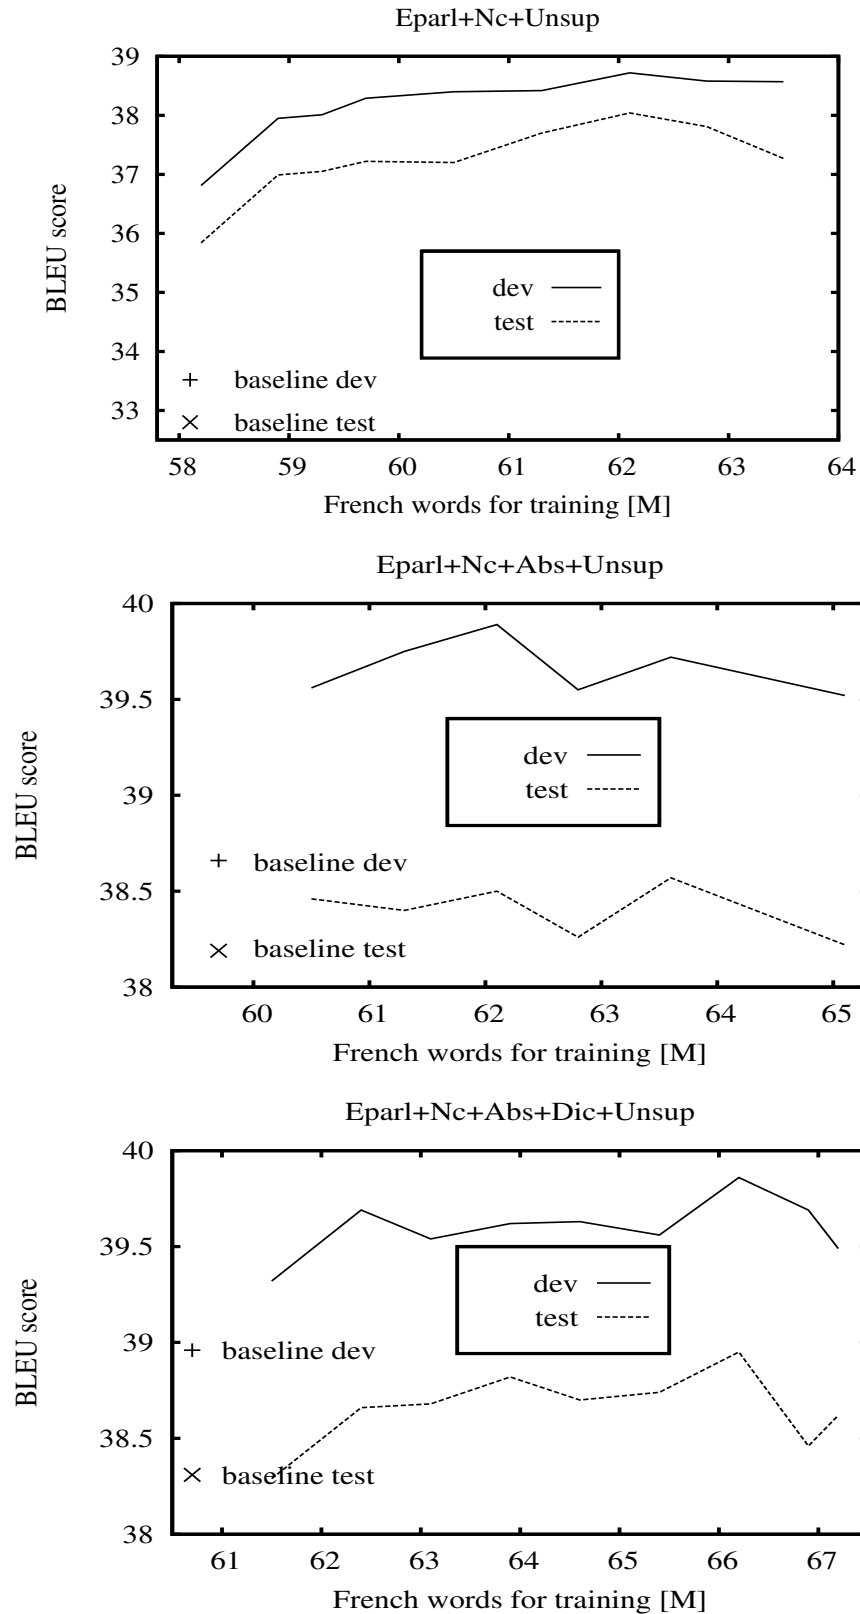 Eparl+Nc+Unsup
39
38
37
36
35
34
33
BLEU score
dev
test
baseline dev
baseline test
58 59 60 61 62 63 64
French words for training [M]
Eparl+Nc+Abs+Unsup
40
39.5
39
38.5
38
BLEU score
dev
test
baseline dev
baseline test
60 61 62 63 64 65
French words for training [M]
Eparl+Nc+Abs+Dic+Unsup
40
39.5
39
38.5
38
BLEU score
dev
test
baseline dev
baseline test
61 62 63 64 65 66 67
French words for training [M]